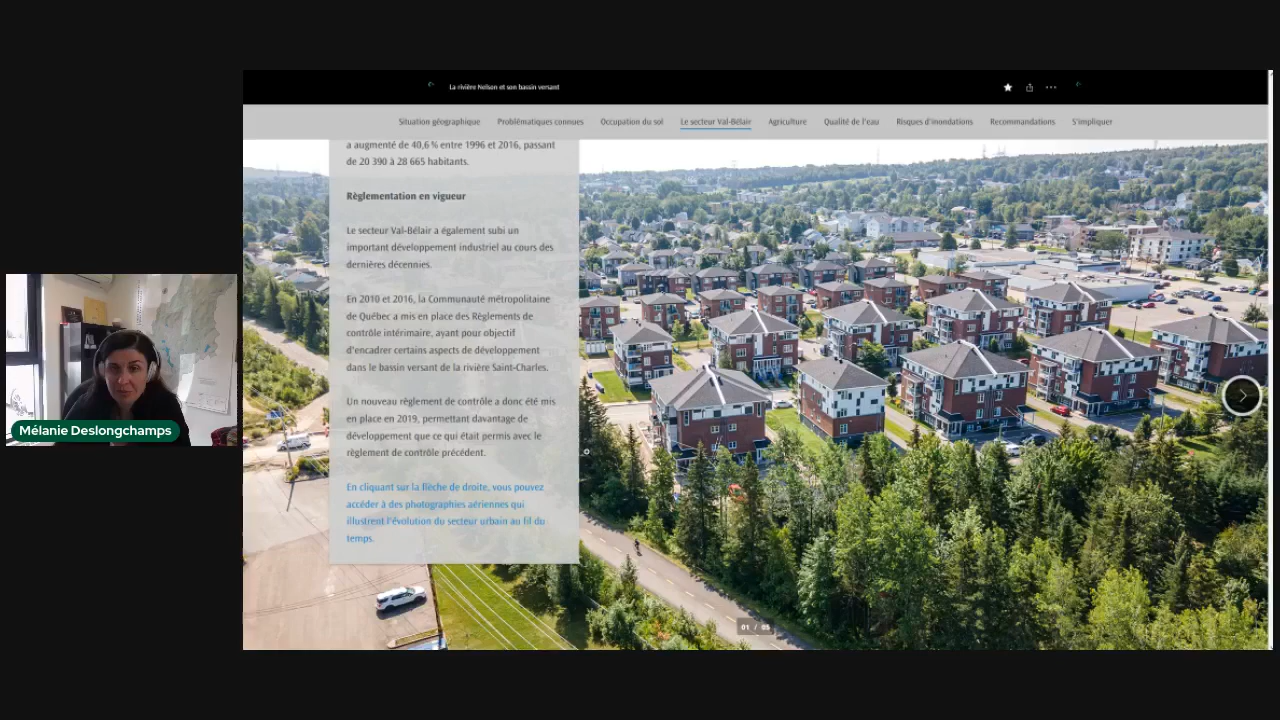 La rivière Nelson et son bassin versant
Situation géographique Problématiques connues Occupation du sol Le secteur Val-Bélair Agriculture Qualité de l'eau Risques d'inondations Recommandations S'impliquer
a augmenté de 40,6 % entre 1996 et 2016, passant
de 20 390 à 28 665 habitants.
Règlementation en vigueur
Le secteur Val-Bélair a également subi un
important développement industriel au cours des
dernières décennies.
En 2010 et 2016, la Communauté métropolitaine
de Québec a mis en place des Règlements de
contrôle intérimaire, ayant pour objectif
d'encadrer certains aspects de développement
dans le bassin versant de la rivière Saint-Charles.
Un nouveau règlement de contrôle a donc été mis
en place en 2019, permettant davantage de
développement que ce qui était permis avec le
règlement de contrôle précédent.
En cliquant sur la flèche de droite, vous pouvez
accéder à des photographies aériennes qui
illustrent l'évolution du secteur urbain au fil du
temps.
Mélanie Deslongchamps
01 / 05